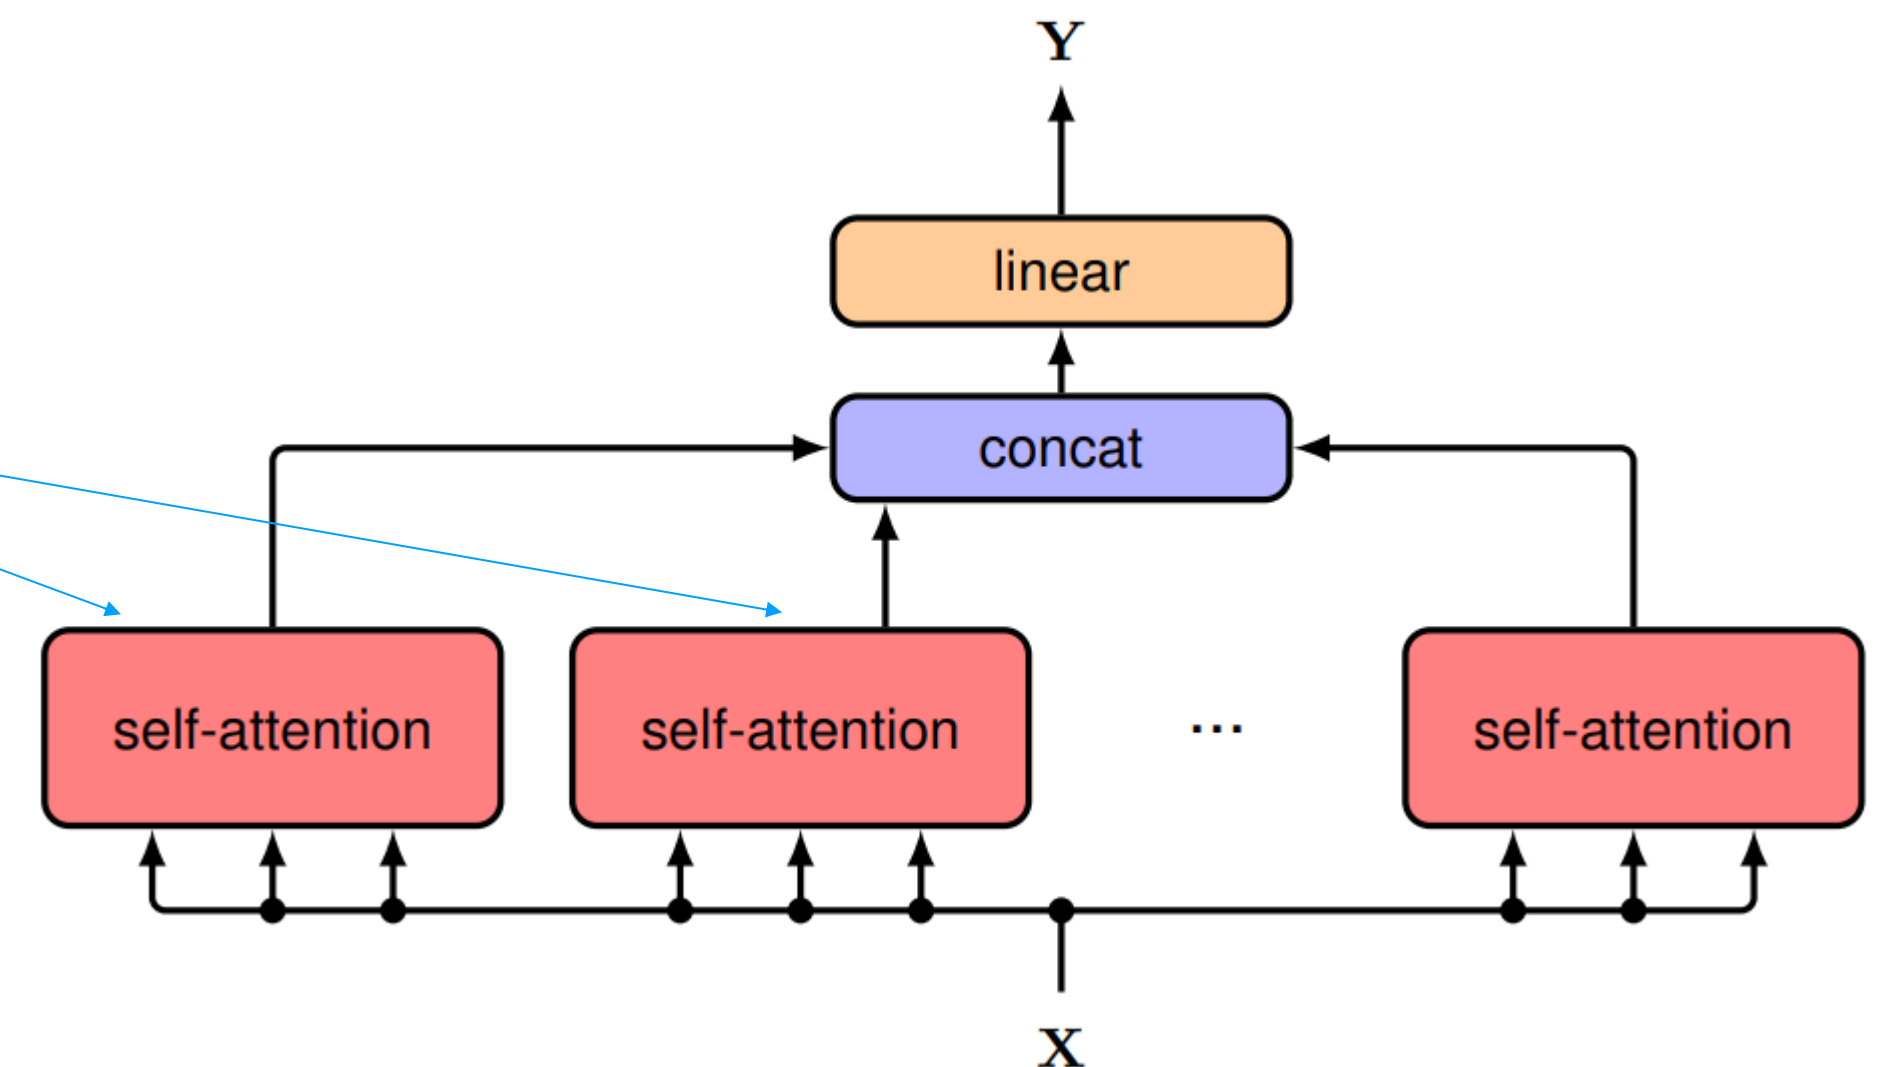 Y
linear
concat
self-attention self-attention ... self-attention
X